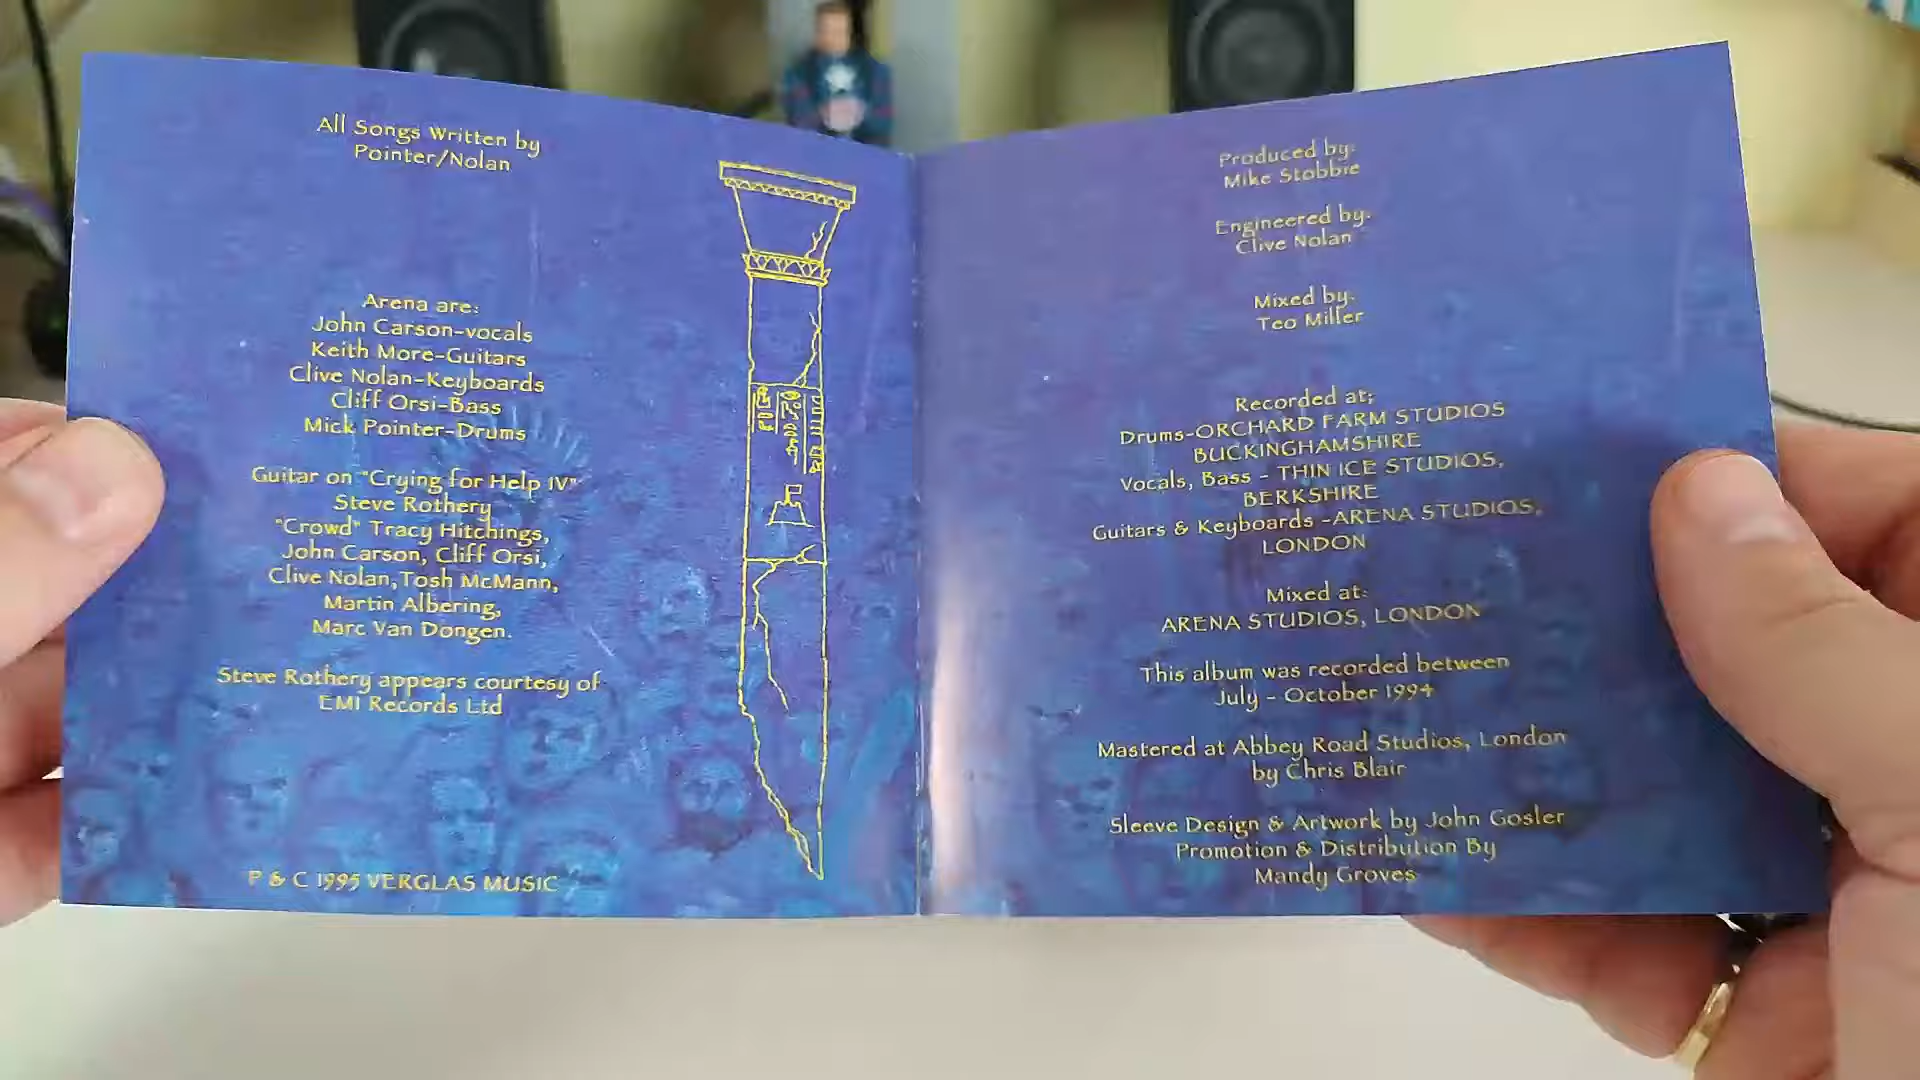 All Songs Written by
Pointer/Nolan
Arena are:
John Carson-vocals
Keith More-Guitars
Clive Nolan-Keyboards
Cliff Orsi-Bass
Mick Pointer-Drums
Guitar on "Crying for Help IV"
Steve Rothery
"Crowd" Tracy Hitchings,
John Carson, Cliff Orsi,
Clive Nolan, Tosh McMann,
Martin Albering,
Marc Van Dongen.
Steve Rothery appears courtesy of
EMI Records Ltd
P & C 1995 VERGLAS MUSIC
Produced by:
Mike Stobbie
Engineered by:
Clive Nolan
Mixed by:
Teo Miller
Recorded at;
Drums-ORCHARD FARM STUDIOS
BUCKINGHAMSHIRE
Vocals, Bass - THIN ICE STUDIOS,
BERKSHIRE
Guitars & Keyboards -ARENA STUDIOS,
LONDON
Mixed at:
ARENA STUDIOS, LONDON
This album was recorded between
July - October 1994
Mastered at Abbey Road Studios, London
by Chris Blair
Sleeve Design & Artwork by John Gosler
Promotion & Distribution By
Mandy Groves